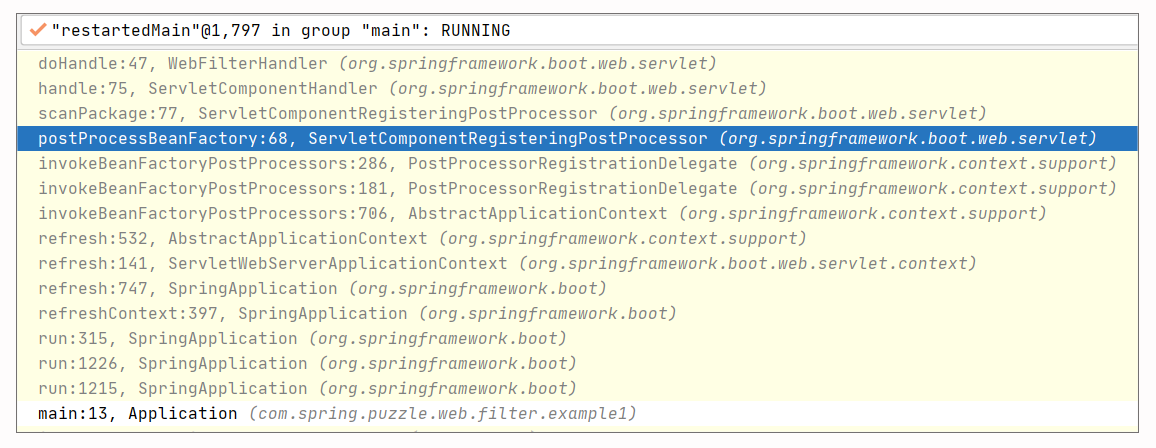 "restartedMain"@1,797 in group "main": RUNNING
doHandle:47, WebFilterHandler (org.springframework.boot.web.servlet)
handle:75, ServletComponentHandler (org.springframework.boot.web.servlet)
scanPackage:77, ServletComponentRegisteringPostProcessor (org.springframework.boot.web.servlet)
postProcessBeanFactory:68, ServletComponentRegisteringPostProcessor (org.springframework.boot.web.servlet)
invokeBeanFactoryPostProcessors:286, PostProcessorRegistrationDelegate (org.springframework.context.support)
invokeBeanFactoryPostProcessors:181, PostProcessorRegistrationDelegate (org.springframework.context.support)
invokeBeanFactoryPostProcessors:706, AbstractApplicationContext (org.springframework.context.support)
refresh:532, AbstractApplicationContext (org.springframework.context.support)
refresh:141, ServletWebServerApplicationContext (org.springframework.boot.web.servlet.context)
refresh:747, SpringApplication (org.springframework.boot)
refreshContext:397, SpringApplication (org.springframework.boot)
run:315, SpringApplication (org.springframework.boot)
run:1226, SpringApplication (org.springframework.boot)
run:1215, SpringApplication (org.springframework.boot)
main:13, Application (com.spring.puzzle.web.filter.example1)